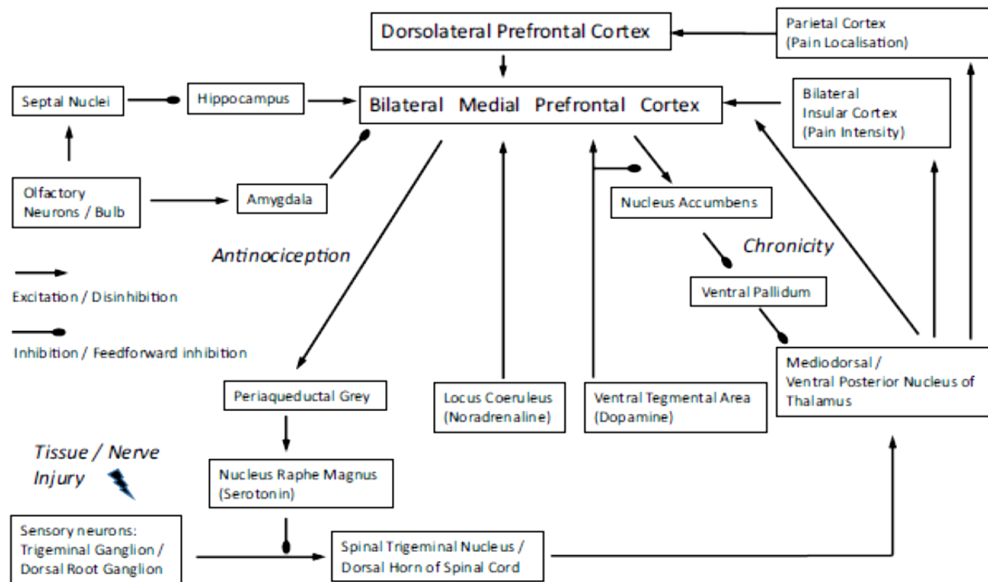 Dorsolateral Prefrontal Cortex
Parietal Cortex
(Pain Localisation)
Septal Nuclei
Hippocampus
Bilateral Medial Prefrontal Cortex
Bilateral
Insular Cortex
(Pain Intensity)
Olfactory
Neurons / Bulb
Amygdala
Nucleus Accumbens
Antinociception
Chronicity
Excitation / Disinhibition
Ventral Pallidum
Inhibition / Feedforward inhibition
Mediodorsal /
Ventral Posterior Nucleus of
Thalamus
Periaqueductal Grey
Locus Coeruleus
(Noradrenaline)
Ventral Tegmental Area
(Dopamine)
Tissue / Nerve
Injury
Nucleus Raphe Magnus
(Serotonin)
Sensory neurons:
Trigeminal Ganglion /
Dorsal Root Ganglion
Spinal Trigeminal Nucleus /
Dorsal Horn of Spinal Cord